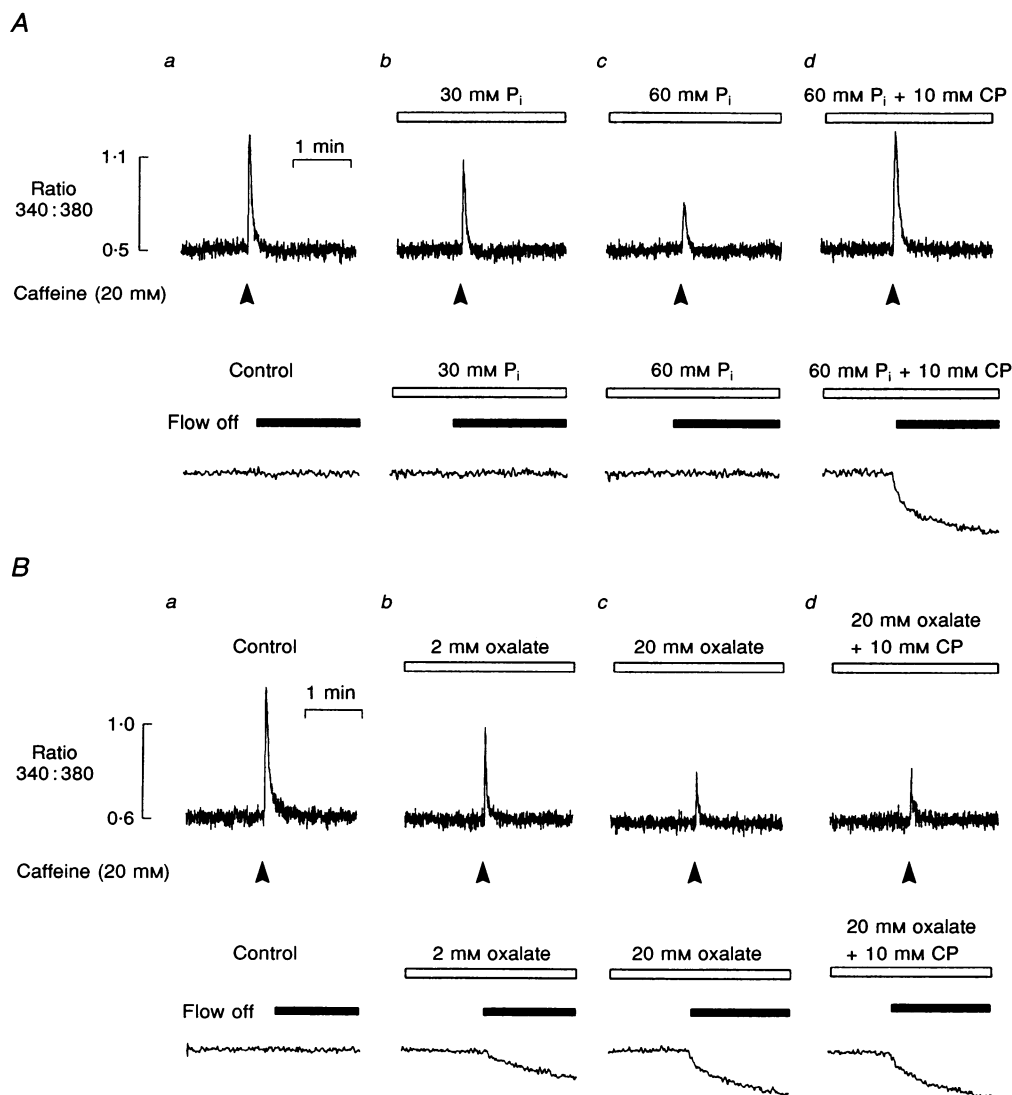 A
a
b
c
d
30 mM Pi
60 mM Pi
60 mM Pi + 10 mM CP
1 min
1·1
Ratio
340 : 380
0·5
Caffeine (20 mM)
Control
30 mM Pi
60 mM Pi
60 mM Pi + 10 mM CP
Flow off
B
a
b
c
d
Control
2 mM oxalate
20 mM oxalate
20 mM oxalate
+ 10 mM CP
1 min
1·0
Ratio
340 : 380
0·6
Caffeine (20 mM)
Control
2 mM oxalate
20 mM oxalate
20 mM oxalate
+ 10 mM CP
Flow off